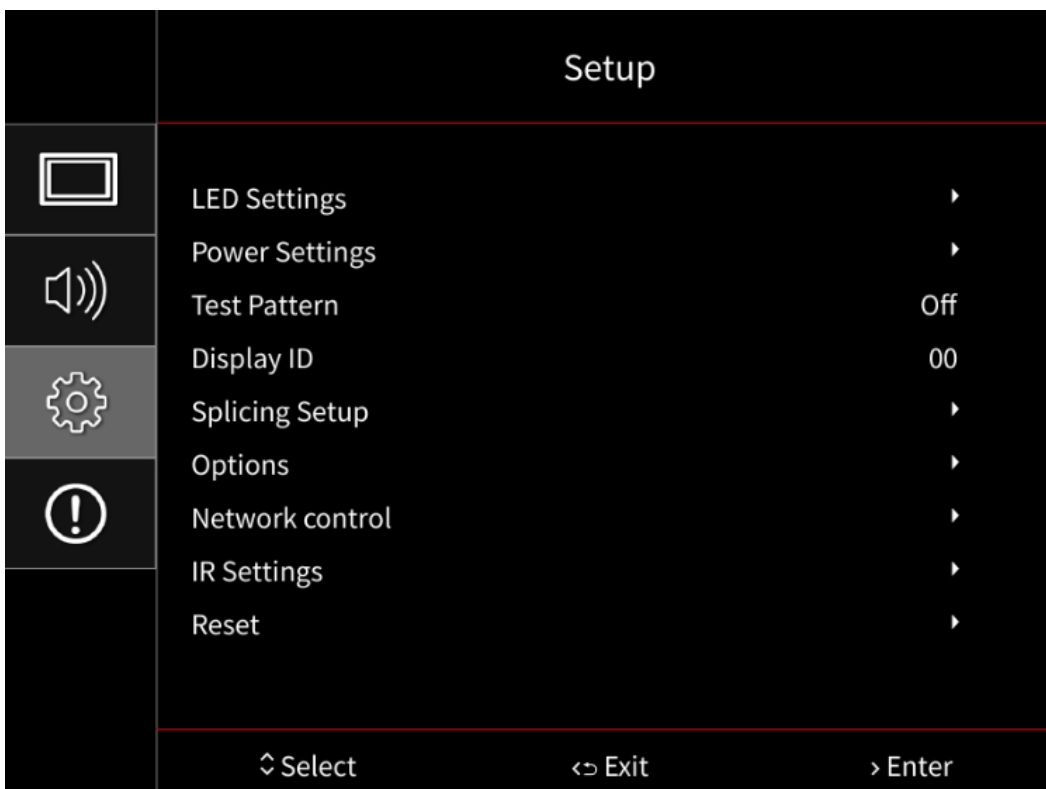 Setup
LED Settings
Power Settings
Test Pattern Off
Display ID 00
Splicing Setup
Options
Network control
IR Settings
Reset
Select Exit Enter